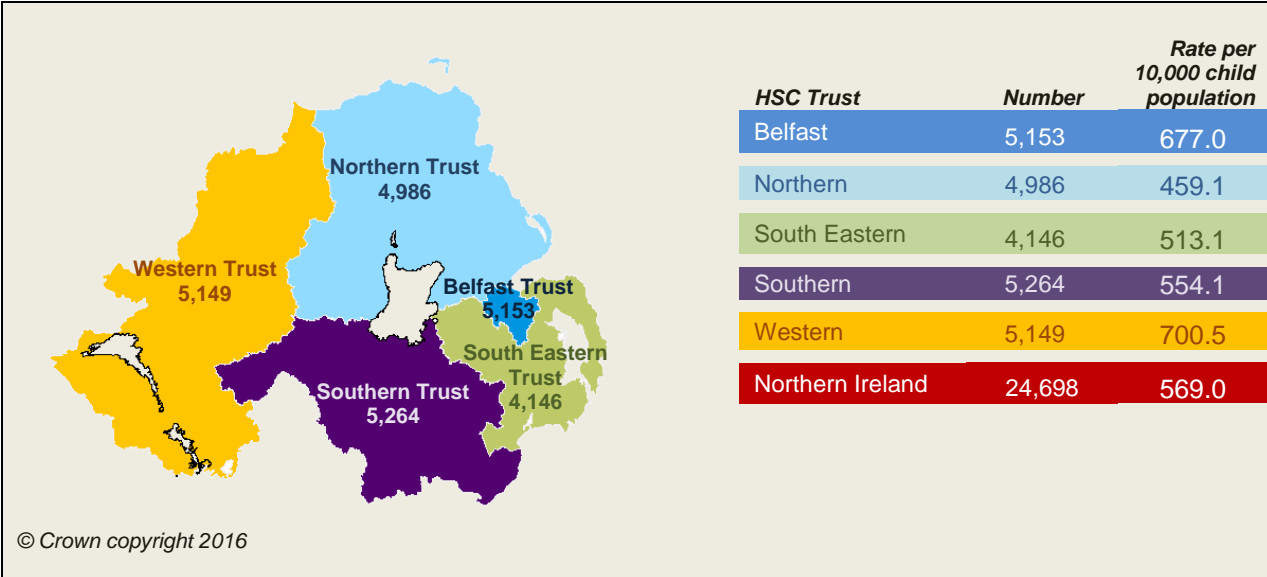 Northern Trust
4,986
Western Trust
5,149
Belfast Trust
5,153
South Eastern
Trust
4,146
Southern Trust
5,264
© Crown copyright 2016
HSC Trust Number Rate per
10,000 child
population
Belfast 5,153 677.0
Northern 4,986 459.1
South Eastern 4,146 513.1
Southern 5,264 554.1
Western 5,149 700.5
Northern Ireland 24,698 569.0